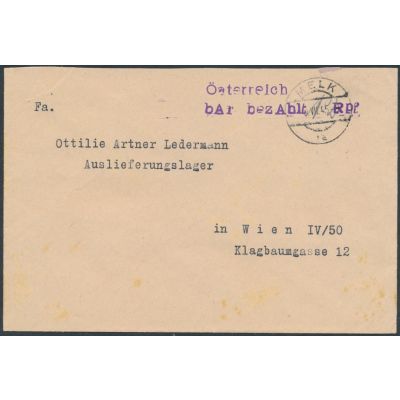 Österreich
bAr bezAhlt RPf
MELK
Fa.
Ottilie Artner Ledermann
Auslieferungslager
in Wien IV/50
Klagbaumgasse 12